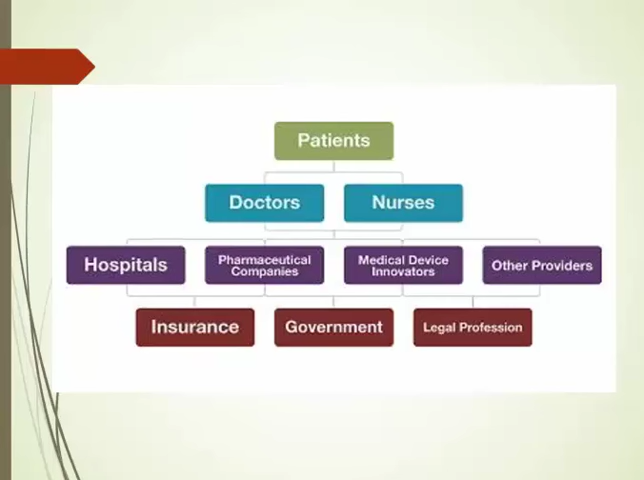 Patients
Doctors
Nurses
Hospitals
Pharmaceutical
Companies
Medical Device
Innovators
Other Providers
Insurance
Government
Legal Profession